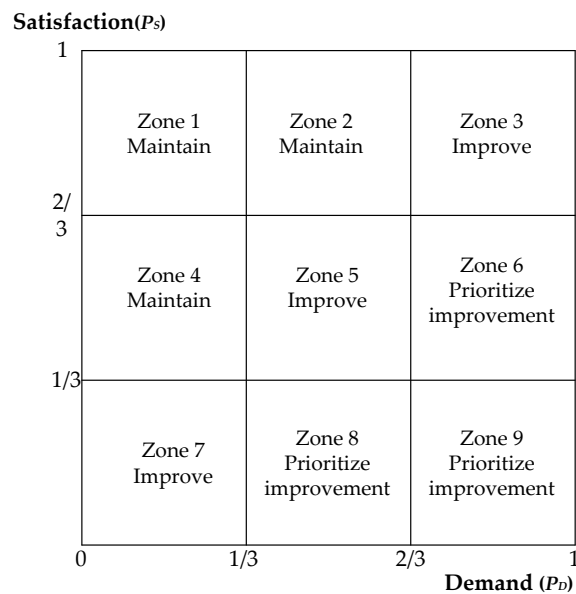 Satisfaction(PS)
1
Zone 1
Maintain
Zone 2
Maintain
Zone 3
Improve
2/
3
Zone 4
Maintain
Zone 5
Improve
Zone 6
Prioritize
improvement
1/3
Zone 7
Improve
Zone 8
Prioritize
improvement
Zone 9
Prioritize
improvement
0
1/3
2/3
1
Demand (PD)